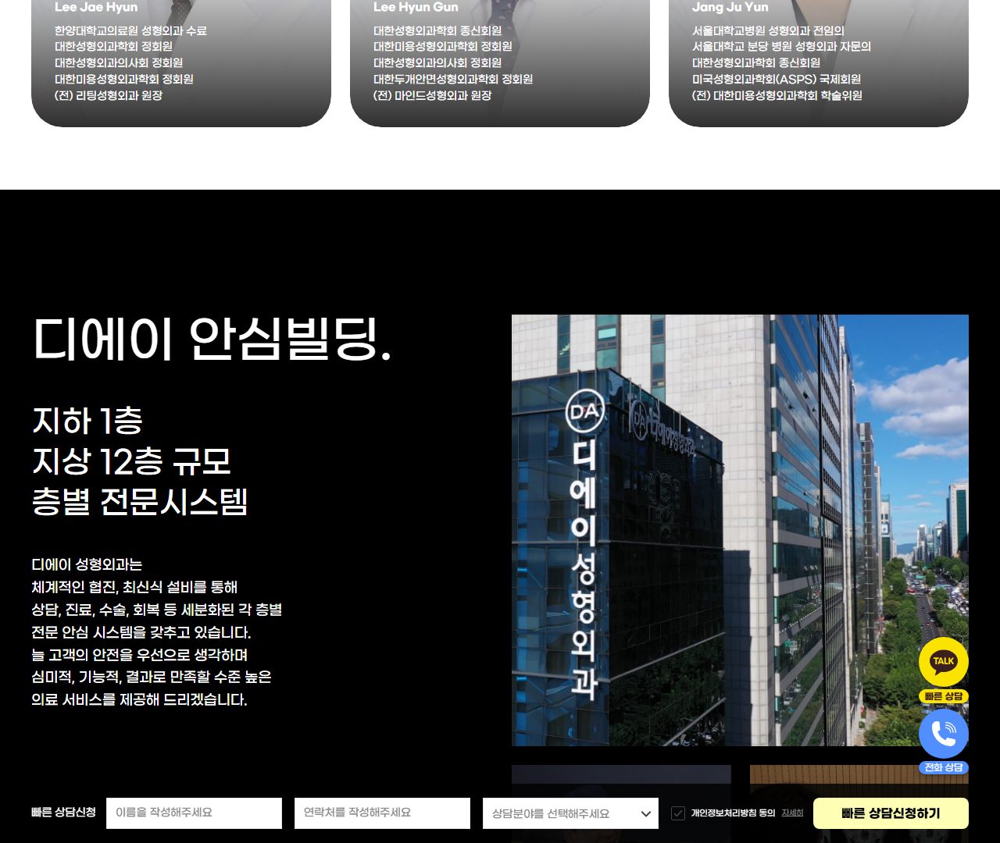 Lee Jae Hyun
한양대학교의료원 성형외과 수료
대한성형외과학회 정회원
대한성형외과의사회 정회원
대한미용성형외과학회 정회원
(전) 리팅성형외과 원장
Lee Hyun Gun
대한성형외과학회 종신회원
대한미용성형외과학회 정회원
대한성형외과의사회 정회원
대한두개안면성형외과학회 정회원
(전) 마인드성형외과 원장
Jang Ju Yun
서울대학교병원 성형외과 전임의
서울대학교 분당 병원 성형외과 자문의
대한성형외과학회 종신회원
미국성형외과학회(ASPS) 국제회원
(전) 대한미용성형외과학회 학술위원
디에이 안심빌딩.
지하 1층
지상 12층 규모
층별 전문시스템
디에이 성형외과는
체계적인 협진, 최신식 설비를 통해
상담, 진료, 수술, 회복 등 세분화된 각 층별
전문 안심 시스템을 갖추고 있습니다.
늘 고객의 안전을 우선으로 생각하며
심미적, 기능적, 결과로 만족할 수준 높은
의료 서비스를 제공해 드리겠습니다.
DA
디에이성형외과
DA 디에이성형외과
TALK
빠른 상담
전화 상담
빠른 상담신청
이름을 작성해주세요
연락처를 작성해주세요
상담분야를 선택해주세요
개인정보처리방침 동의 자세히
빠른 상담신청하기